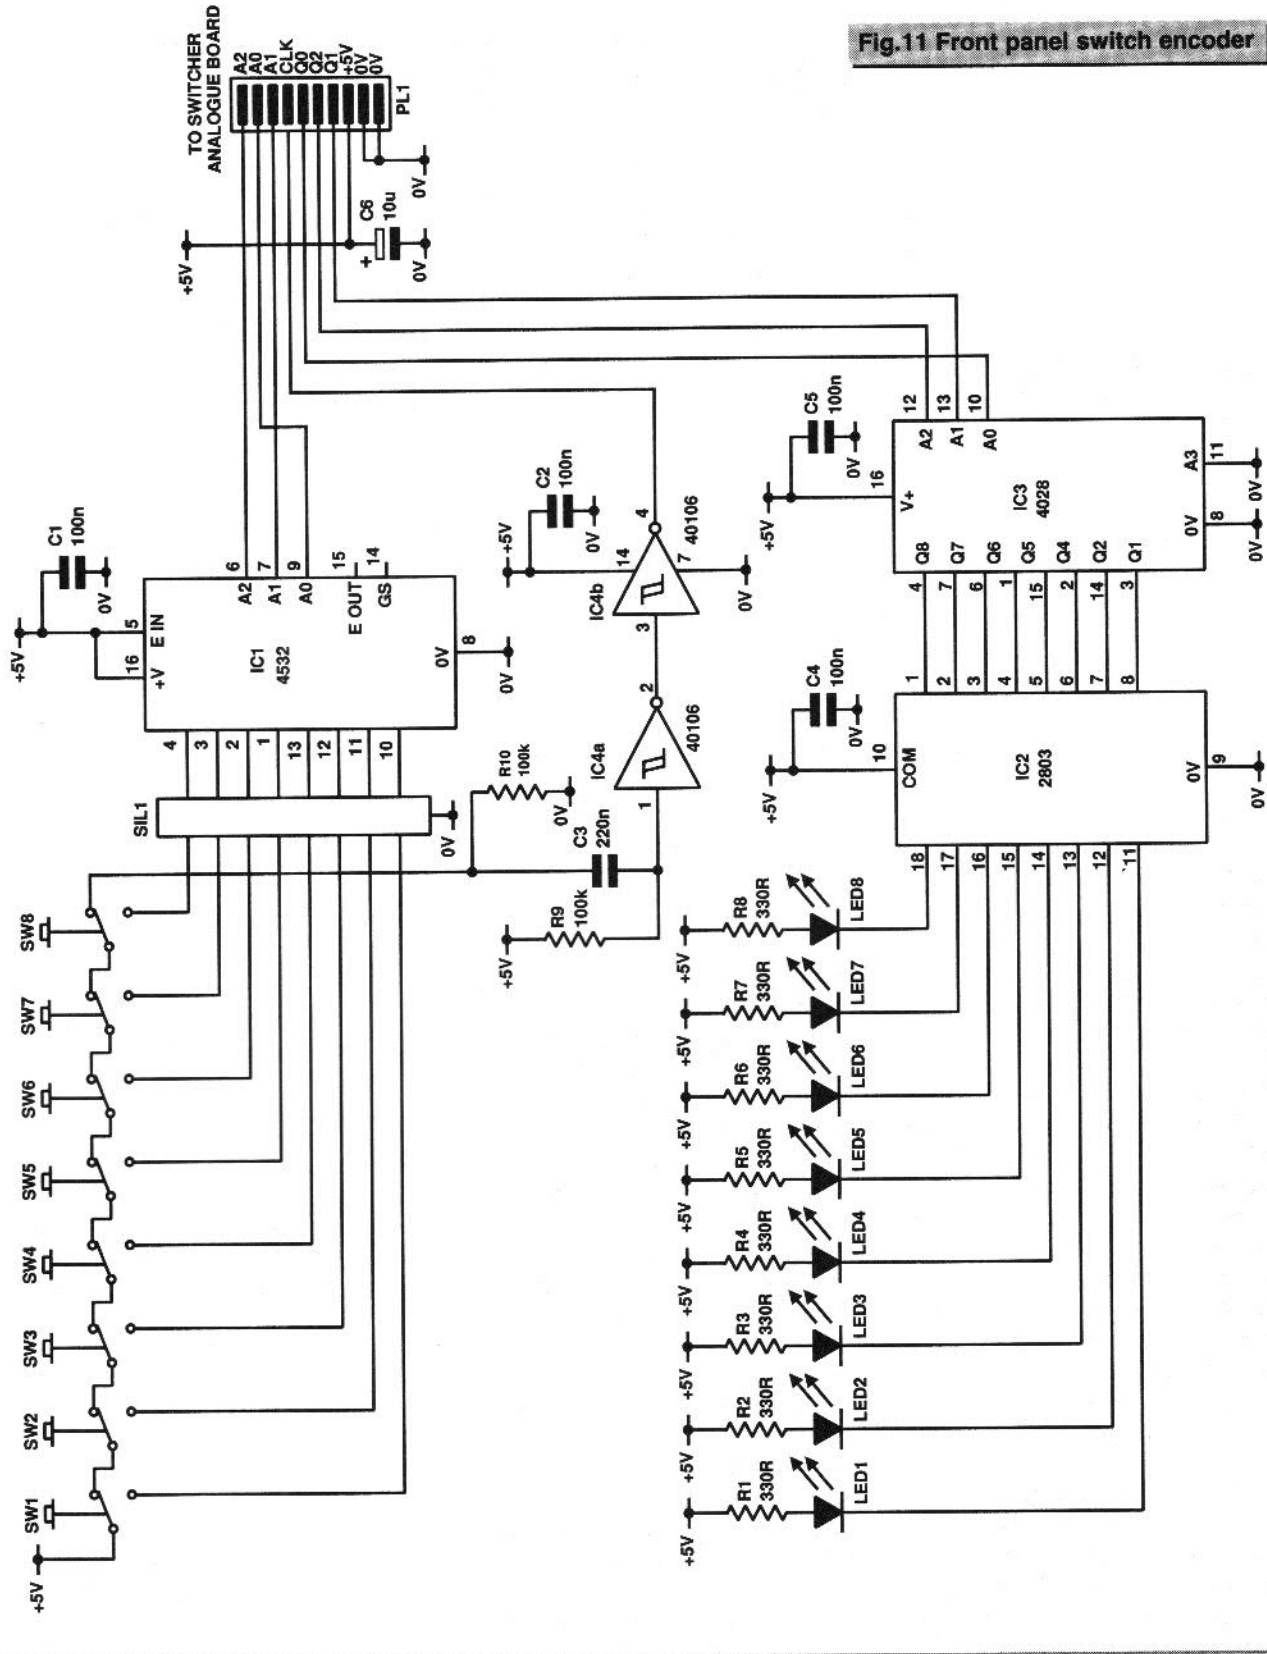 Fig.11 Front panel switch encoder
TO SWITCHER
ANALOGUE BOARD
A2
A0
A1
CLK
Q0
Q2
Q1
+5V
0V
0V
PL1
+5V
C6
10u
+
0V
0V
+5V
C1
100n
0V
16
5
+V
E IN
IC1
4532
6
A2
7
A1
9
A0
15
E OUT
14
GS
0V
8
0V
4
3
2
1
13
12
11
10
SIL1
0V
SW8
SW7
SW6
SW5
SW4
SW3
SW2
SW1
+5V
R10
100k
0V
C3
220n
+5V
R9
100k
1
IC4a
2
40106
3
IC4b
4
40106
14
7
0V
+5V
C2
100n
0V
+5V
C5
100n
0V
16
V+
12
A2
13
A1
10
A0
IC3
4028
A3
11
0V
0V
8
0V
Q8
Q7
Q6
Q5
Q4
Q2
Q1
4
7
6
1
15
2
14
3
1
2
3
4
5
6
7
8
+5V
C4
100n
0V
10
COM
IC2
2803
0V
9
0V
18
17
16
15
14
13
12
11
+5V
R8
330R
LED8
+5V
R7
330R
LED7
+5V
R6
330R
LED6
+5V
R5
330R
LED5
+5V
R4
330R
LED4
+5V
R3
330R
LED3
+5V
R2
330R
LED2
+5V
R1
330R
LED1